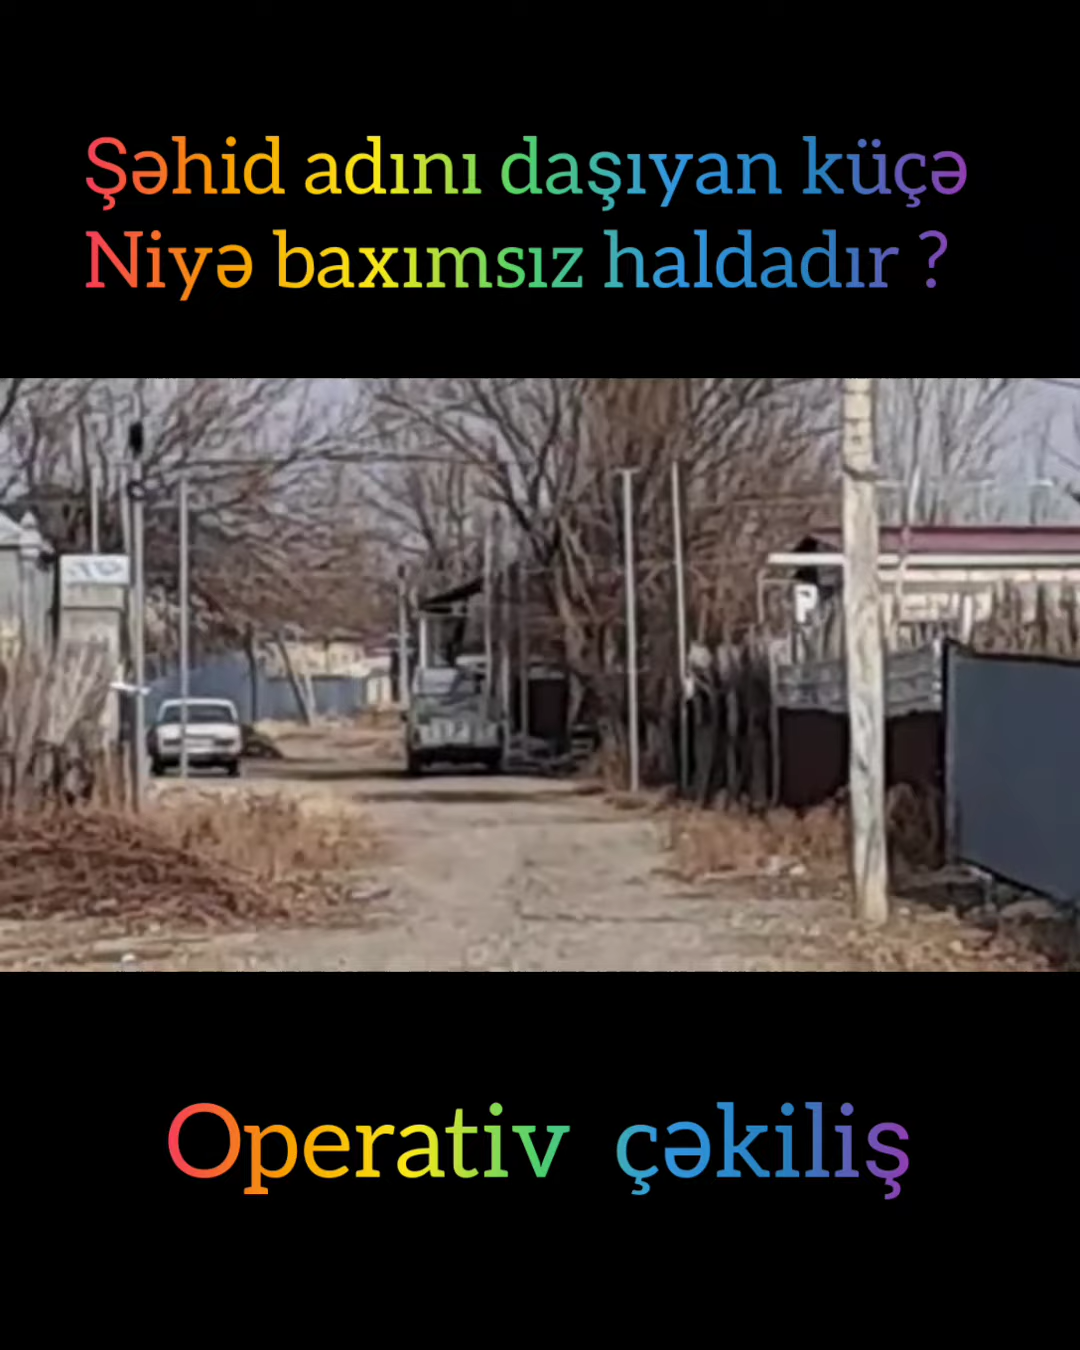 Şəhid adını daşıyan küçə
Niyə baxımsız haldadır ?
Operativ çəkiliş